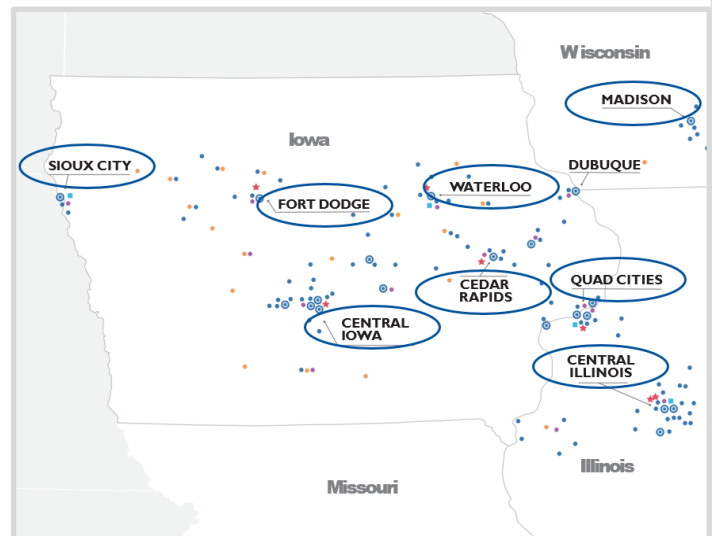 Wisconsin
MADISON
Iowa
SIOUX CITY
DUBUQUE
WATERLOO
FORT DODGE
CEDAR
RAPIDS
QUAD CITIES
CENTRAL
IOWA
CENTRAL
ILLINOIS
Illinois
Missouri